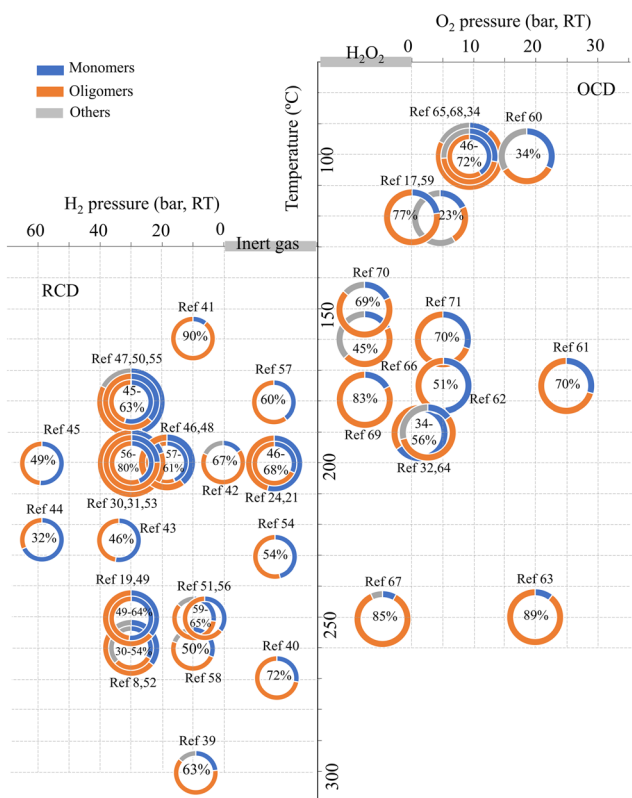 O2 pressure (bar, RT)
H2O2
0
10
20
30
Monomers
Oligomers
Others
OCD
Temperature (ºC)
Ref 65,68,34
Ref 60
46-
72%
34%
100
Ref 17,59
77%
23%
H2 pressure (bar, RT)
60
40
20
0
Inert gas
RCD
Ref 70
69%
45%
Ref 71
70%
150
Ref 41
90%
Ref 47,50,55
45-
63%
Ref 57
60%
Ref 66
83%
Ref 69
51%
Ref 62
Ref 61
70%
34-
56%
Ref 32,64
Ref 45
49%
Ref 46,48
56-
80%
57-
61%
67%
Ref 42
46-
68%
Ref 24,21
200
Ref 30,31,53
Ref 44
32%
46%
Ref 43
Ref 54
54%
Ref 19,49
49-64%
30-54%
Ref 8,52
Ref 51,56
59-
65%
50%
Ref 58
Ref 40
72%
Ref 67
85%
Ref 63
89%
250
Ref 39
63%
300